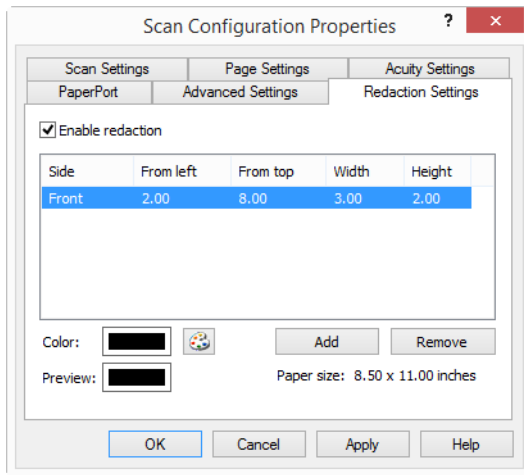 Scan Configuration Properties ? ×
Scan Settings Page Settings Acuity Settings
PaperPort Advanced Settings Redaction Settings
Enable redaction
Side From left From top Width Height
Front 2.00 8.00 3.00 2.00
Color: Add Remove
Preview: Paper size: 8.50 x 11.00 inches
OK Cancel Apply Help